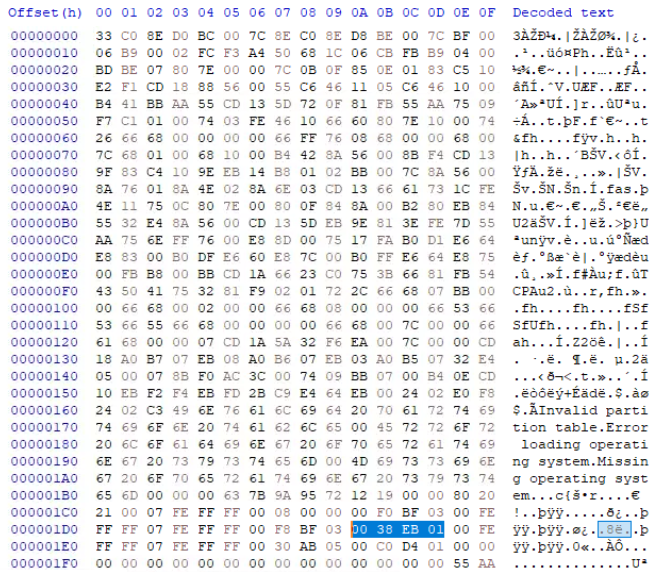 Offset(h) 00 01 02 03 04 05 06 07 08 09 0A 0B 0C 0D 0E 0F Decoded text
00000000 33 C0 8E D0 BC 00 7C 8E C0 8E D8 BE 00 7C BF 00 3ÀŽÐ¼.|ŽÀŽØ¾.|¿.
00000010 06 B9 00 02 FC F3 A4 50 68 1C 06 CB FB B9 04 00 .¹..üó¤Ph..Ëû¹..
00000020 BD BE 07 80 7E 00 00 7C 0B 0F 85 0E 01 83 C5 10 ½¾.€~..|..…..ƒÅ.
00000030 E2 F1 CD 18 88 56 00 55 C6 46 11 05 C6 46 10 00 âñÍ.ˆV.UÆF..ÆF..
00000040 B4 41 BB AA 55 CD 13 5D 72 0F 81 FB 55 AA 75 09 ´A»ªUÍ.]r..ûUªu.
00000050 F7 C1 01 00 74 03 FE 46 10 66 60 80 7E 10 00 74 ÷Á..t.þF.f`€~..t
00000060 26 66 68 00 00 00 00 66 FF 76 08 68 00 00 68 00 &fh....fÿv.h..h.
00000070 7C 68 01 00 68 10 00 B4 42 8A 56 00 8B F4 CD 13 |h..h..´BŠV.‹ôÍ.
00000080 9F 83 C4 10 9E EB 14 B8 01 02 BB 00 7C 8A 56 00 ŸƒÄ.žë.¸..».|ŠV.
00000090 8A 76 01 8A 4E 02 8A 6E 03 CD 13 66 61 73 1C FE Šv.ŠN.Šn.Í.fas.þ
000000A0 4E 11 75 0C 80 7E 00 80 0F 84 8A 00 B2 80 EB 84 N.u.€~.€.„Š.²€ë„
000000B0 55 32 E4 8A 56 00 CD 13 5D EB 9E 81 3E FE 7D 55 U2äŠV.Í.]ëž.>þ}U
000000C0 AA 75 6E FF 76 00 E8 8D 00 75 17 FA B0 D1 E6 64 ªunÿv.è..u.ú°Ñæd
000000D0 E8 83 00 B0 DF E6 60 E8 7C 00 B0 FF E6 64 E8 75 èƒ.°ßæ`è|.°ÿædèu
000000E0 00 FB B8 00 BB CD 1A 66 23 C0 75 3B 66 81 FB 54 .û¸.»Í.f#Àu;f.ûT
000000F0 43 50 41 75 32 81 F9 02 01 72 2C 66 68 07 BB 00 CPAu2.ù..r,fh.».
00000100 00 66 68 00 02 00 00 66 68 08 00 00 00 66 53 66 .fh....fh....fSf
00000110 53 66 55 66 68 00 00 00 00 66 68 00 7C 00 00 66 SfUfh....fh.|..f
00000120 61 68 00 00 07 CD 1A 5A 32 F6 EA 00 7C 00 00 CD ah...Í.Z2öê.|..Í
00000130 18 A0 B7 07 EB 08 A0 B6 07 EB 03 A0 B5 07 32 E4 . ·.ë. ¶.ë. µ.2ä
00000140 05 00 07 8B F0 AC 3C 00 74 09 BB 07 00 B4 0E CD ...‹ð¬<.t.»..´.Í
00000150 10 EB F2 F4 EB FD 2B C9 E4 64 EB 00 24 02 E0 F8 .ëòôëý+Éädë.$.àø
00000160 24 02 C3 49 6E 76 61 6C 69 64 20 70 61 72 74 69 $.ÃInvalid parti
00000170 74 69 6F 6E 20 74 61 62 6C 65 00 45 72 72 6F 72 tion table.Error
00000180 20 6C 6F 61 64 69 6E 67 20 6F 70 65 72 61 74 69  loading operati
00000190 6E 67 20 73 79 73 74 65 6D 00 4D 69 73 73 69 6E ng system.Missin
000001A0 67 20 6F 70 65 72 61 74 69 6E 67 20 73 79 73 74 g operating syst
000001B0 65 6D 00 00 00 63 7B 9A 95 72 12 19 00 00 80 20 em...c{š•r....€
000001C0 21 00 07 FE FF FF 00 08 00 00 00 F0 BF 03 00 FE !..þÿÿ.....ð¿..þ
000001D0 FF FF 07 FE FF FF 00 F8 BF 03 00 38 EB 01 00 FE ÿÿ.þÿÿ.ø¿..8ë..þ
000001E0 FF FF 07 FE FF FF 00 30 AB 05 00 C0 D4 01 00 00 ÿÿ.þÿÿ.0«..ÀÔ...
000001F0 00 00 00 00 00 00 00 00 00 00 00 00 00 00 55 AA ..............Uª